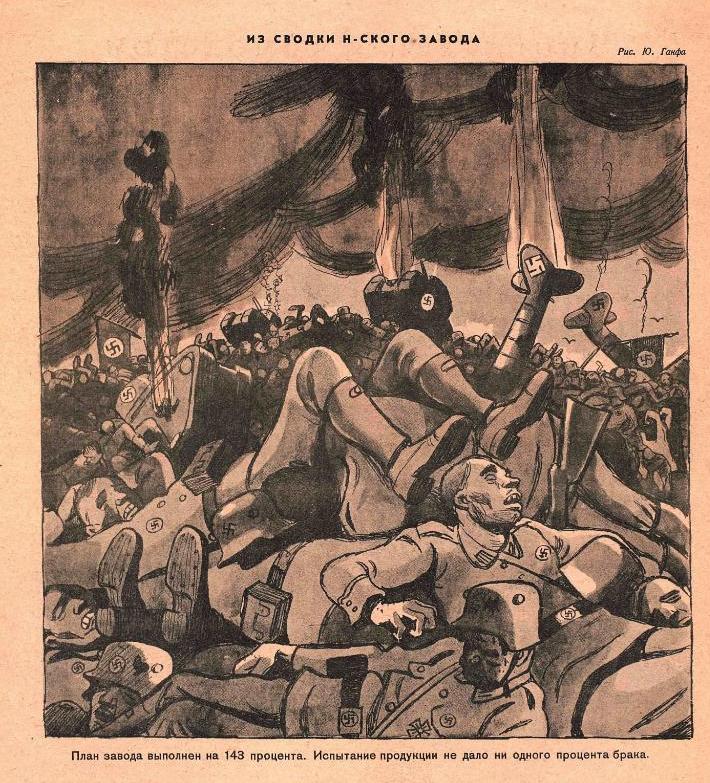 ИЗ СВОДКИ Н-СКОГО ЗАВОДА
Рис. Ю. Ганфа
План завода выполнен на 143 процента. Испытание продукции не дало ни одного процента брака.